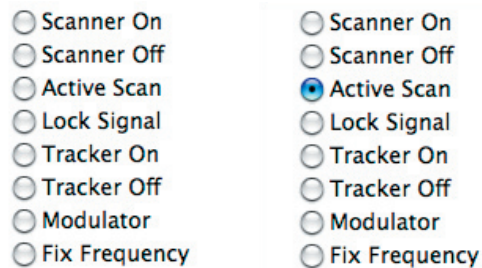 Scanner On
Scanner Off
Active Scan
Lock Signal
Tracker On
Tracker Off
Modulator
Fix Frequency
Scanner On
Scanner Off
Active Scan
Lock Signal
Tracker On
Tracker Off
Modulator
Fix Frequency